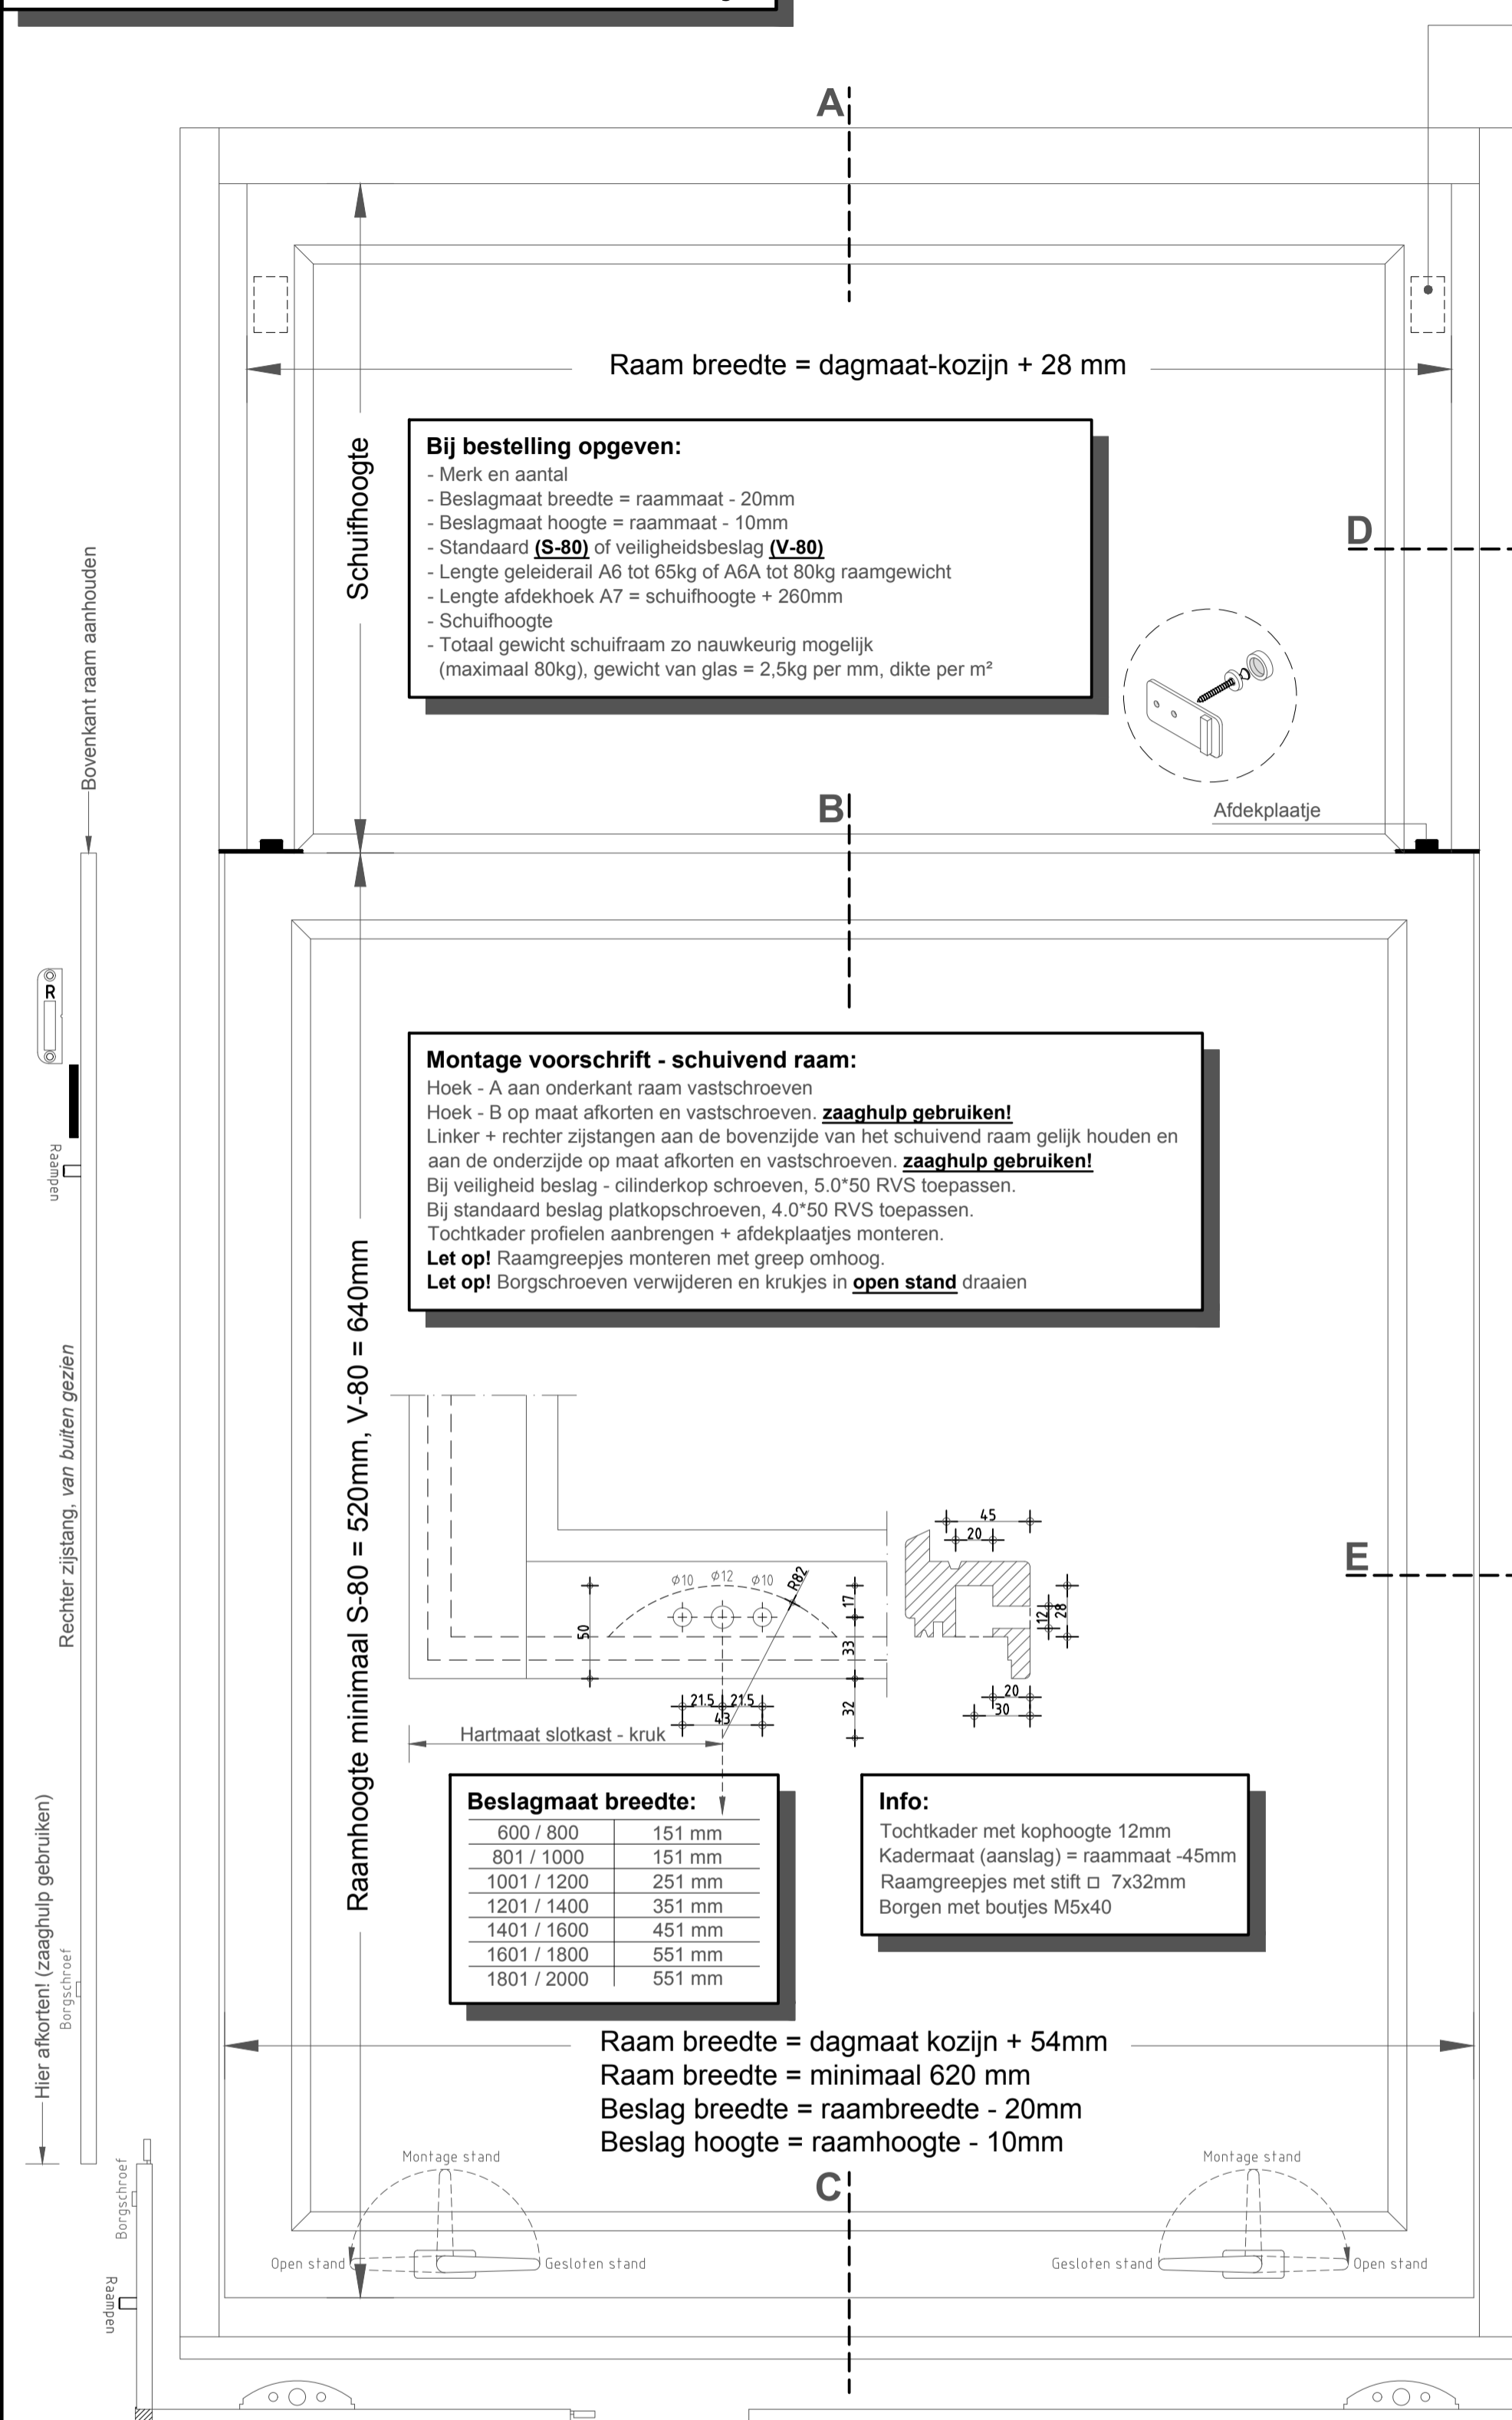 A
Raam breedte = dagmaat-kozijn + 28 mm
Schuifhoogte
Bij bestelling opgeven:
- Merk en aantal
- Beslagmaat breedte = raammaat - 20mm
- Beslagmaat hoogte = raammaat - 10mm
- Standaard (S-80) of veiligheidsbeslag (V-80)
- Lengte geleiderail A6 tot 65kg of A6A tot 80kg raamgewicht
- Lengte afdekhoek A7 = schuifhoogte + 260mm
- Schuifhoogte
- Totaal gewicht schuifraam zo nauwkeurig mogelijk
(maximaal 80kg), gewicht van glas = 2,5kg per mm, dikte per m²
D
Bovenkant raam aanhouden
B
Afdekplaatje
R
Raampen
Montage voorschrift - schuivend raam:
Hoek - A aan onderkant raam vastschroeven
Hoek - B op maat afkorten en vastschroeven. zaaghulp gebruiken!
Linker + rechter zijstangen aan de bovenzijde van het schuivend raam gelijk houden en
aan de onderzijde op maat afkorten en vastschroeven. zaaghulp gebruiken!
Bij veiligheid beslag - cilinderkop schroeven, 5.0*50 RVS toepassen.
Bij standaard beslag platkopschroeven, 4.0*50 RVS toepassen.
Tochtkader profielen aanbrengen + afdekplaatjes monteren.
Let op! Raamgreepjes monteren met greep omhoog.
Let op! Borgschroeven verwijderen en krukjes in open stand draaien
Raamhoogte minimaal S-80 = 520mm, V-80 = 640mm
Rechter zijstang, van buiten gezien
E
45
20
Ø10 Ø12 Ø10
R82
17
50
33
12
28
21.5 21.5
43
32
20
30
Hartmaat slotkast - kruk
Beslagmaat breedte:
600 / 800 151 mm
801 / 1000 151 mm
1001 / 1200 251 mm
1201 / 1400 351 mm
1401 / 1600 451 mm
1601 / 1800 551 mm
1801 / 2000 551 mm
Info:
Tochtkader met kophoogte 12mm
Kadermaat (aanslag) = raammaat -45mm
Raamgreepjes met stift □ 7x32mm
Borgen met boutjes M5x40
Hier afkorten! (zaaghulp gebruiken)
Borgschroef
Raam breedte = dagmaat kozijn + 54mm
Raam breedte = minimaal 620 mm
Beslag breedte = raambreedte - 20mm
Beslag hoogte = raamhoogte - 10mm
Montage stand
Open stand
Gesloten stand
C
Montage stand
Gesloten stand
Open stand
Borgschroef
Raampen